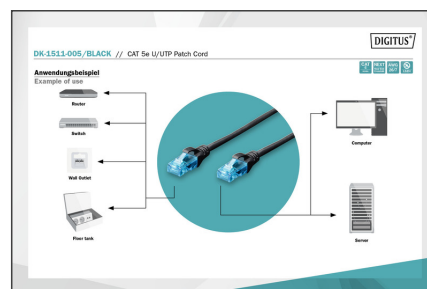 DIGITUS®
DK-1511-005/BLACK // CAT 5e U/UTP Patch Cord
Anwendungsbeispiel
Example of use
Router
Switch
Wall Outlet
Floor tank
Computer
Server